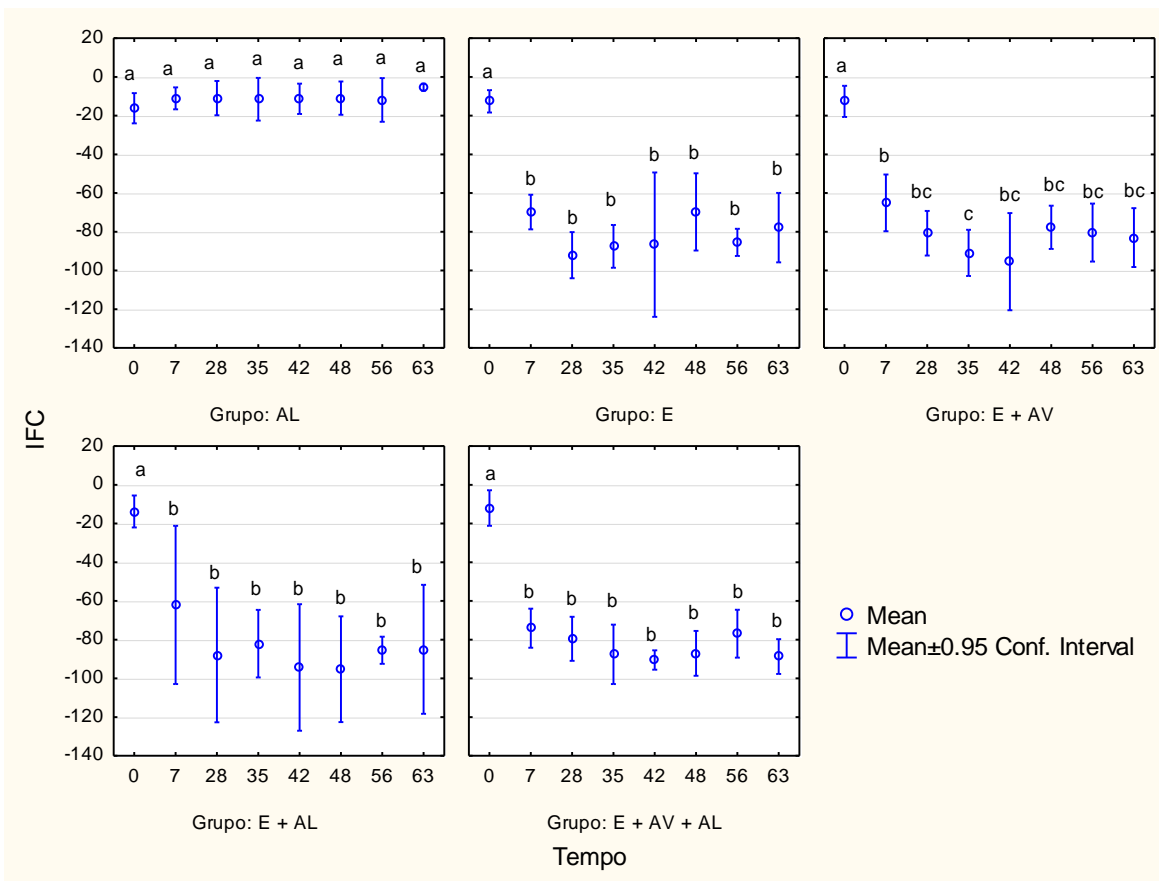 20
0
-20
-40
-60
-80
-100
-120
-140
a a a a a a a a
0 7 28 35 42 48 56 63
Grupo: AL
a
b b b b b b b
0 7 28 35 42 48 56 63
Grupo: E
a
b bc c bc bc bc bc
0 7 28 35 42 48 56 63
Grupo: E + AV
IFC
20
0
-20
-40
-60
-80
-100
-120
-140
a b b b b b b b
0 7 28 35 42 48 56 63
Grupo: E + AL
a
b b b b b b b
0 7 28 35 42 48 56 63
Grupo: E + AV + AL
Tempo
Mean
Mean±0.95 Conf. Interval